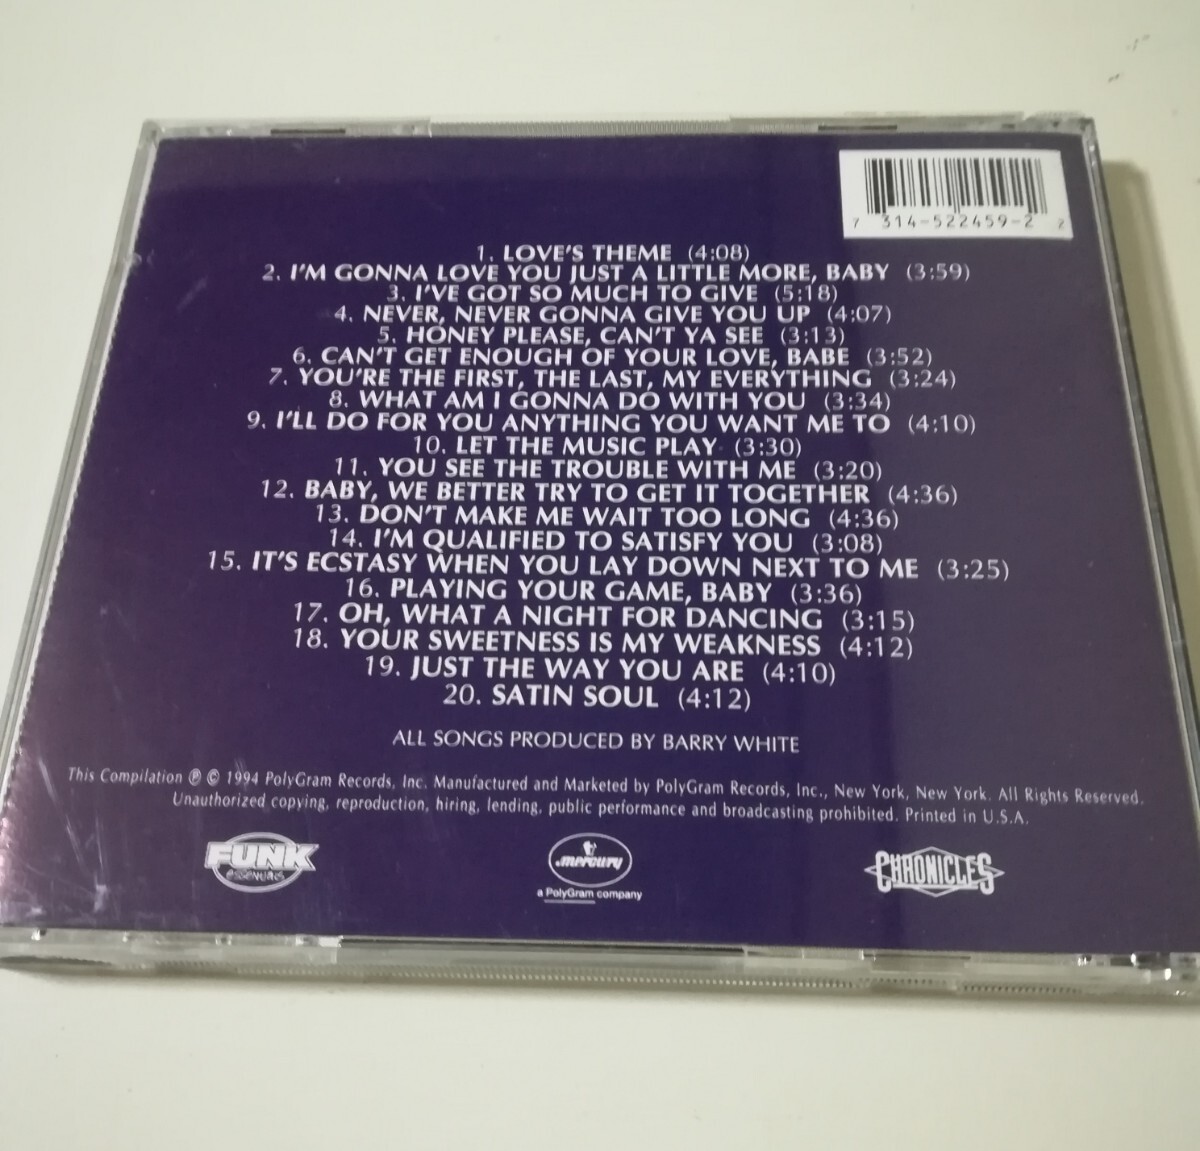 7 314-522459-2 2
1. LOVE'S THEME (4:08)
2. I'M GONNA LOVE YOU JUST A LITTLE MORE, BABY (3:59)
3. I'VE GOT SO MUCH TO GIVE (5:18)
4. NEVER, NEVER GONNA GIVE YOU UP (4:07)
5. HONEY PLEASE, CAN'T YA SEE (3:13)
6. CAN'T GET ENOUGH OF YOUR LOVE, BABE (3:52)
7. YOU'RE THE FIRST, THE LAST, MY EVERYTHING (3:24)
8. WHAT AM I GONNA DO WITH YOU (3:34)
9. I'LL DO FOR YOU ANYTHING YOU WANT ME TO (4:10)
10. LET THE MUSIC PLAY (3:30)
11. YOU SEE THE TROUBLE WITH ME (3:20)
12. BABY, WE BETTER TRY TO GET IT TOGETHER (4:36)
13. DON'T MAKE ME WAIT TOO LONG (4:36)
14. I'M QUALIFIED TO SATISFY YOU (3:08)
15. IT'S ECSTASY WHEN YOU LAY DOWN NEXT TO ME (3:25)
16. PLAYING YOUR GAME, BABY (3:36)
17. OH, WHAT A NIGHT FOR DANCING (3:15)
18. YOUR SWEETNESS IS MY WEAKNESS (4:12)
19. JUST THE WAY YOU ARE (4:10)
20. SATIN SOUL (4:12)
ALL SONGS PRODUCED BY BARRY WHITE
This Compilation ℗ © 1994 PolyGram Records, Inc. Manufactured and Marketed by PolyGram Records, Inc., New York, New York. All Rights Reserved.
Unauthorized copying, reproduction, hiring, lending, public performance and broadcasting prohibited. Printed in U.S.A.
FUNK
essentials
mercury
a PolyGram company
CHRONICLES